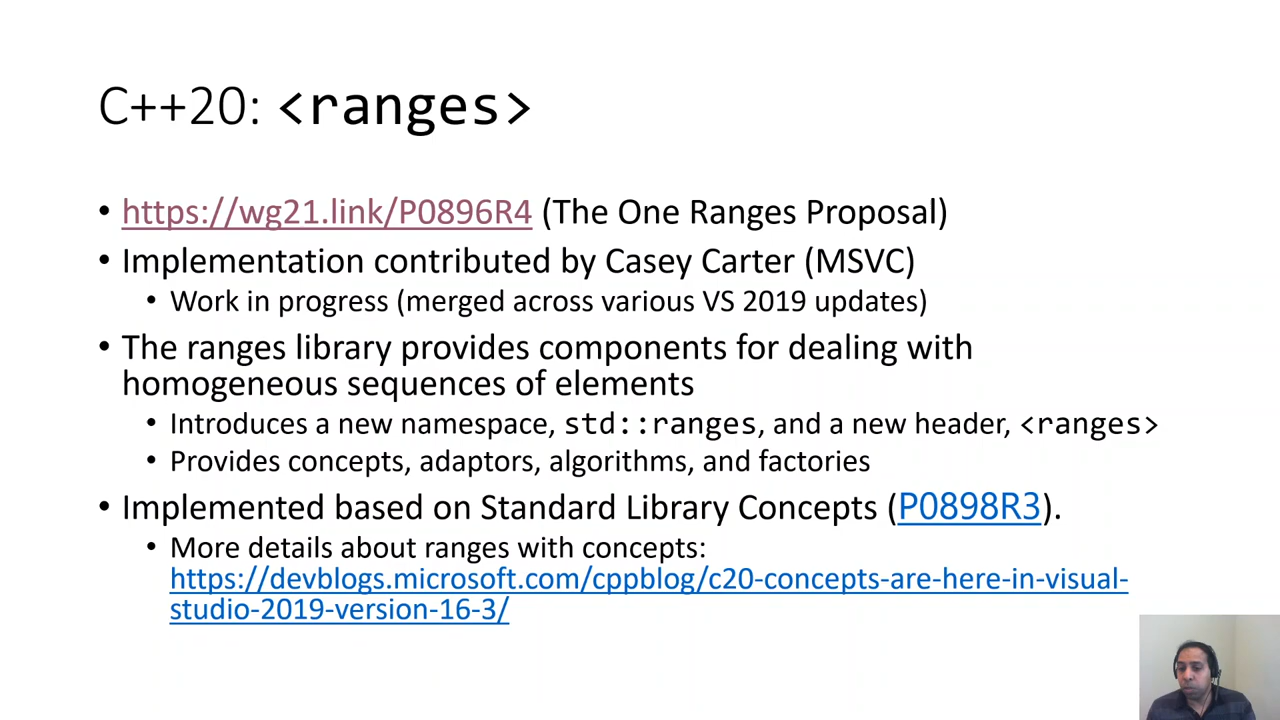 C++20: <ranges>
• https://wg21.link/P0896R4 (The One Ranges Proposal)
• Implementation contributed by Casey Carter (MSVC)
• Work in progress (merged across various VS 2019 updates)
• The ranges library provides components for dealing with
homogeneous sequences of elements
• Introduces a new namespace, std::ranges, and a new header, <ranges>
• Provides concepts, adaptors, algorithms, and factories
• Implemented based on Standard Library Concepts (P0898R3).
• More details about ranges with concepts:
https://devblogs.microsoft.com/cppblog/c20-concepts-are-here-in-visual-
studio-2019-version-16-3/